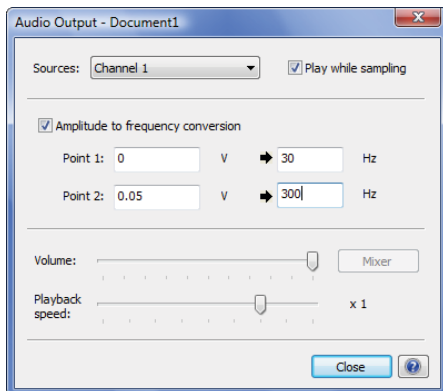 Audio Output - Document1
Sources: Channel 1 Play while sampling
Amplitude to frequency conversion
Point 1: 0 V 30 Hz
Point 2: 0.05 V 300 Hz
Volume: Mixer
Playback speed: x 1
Close